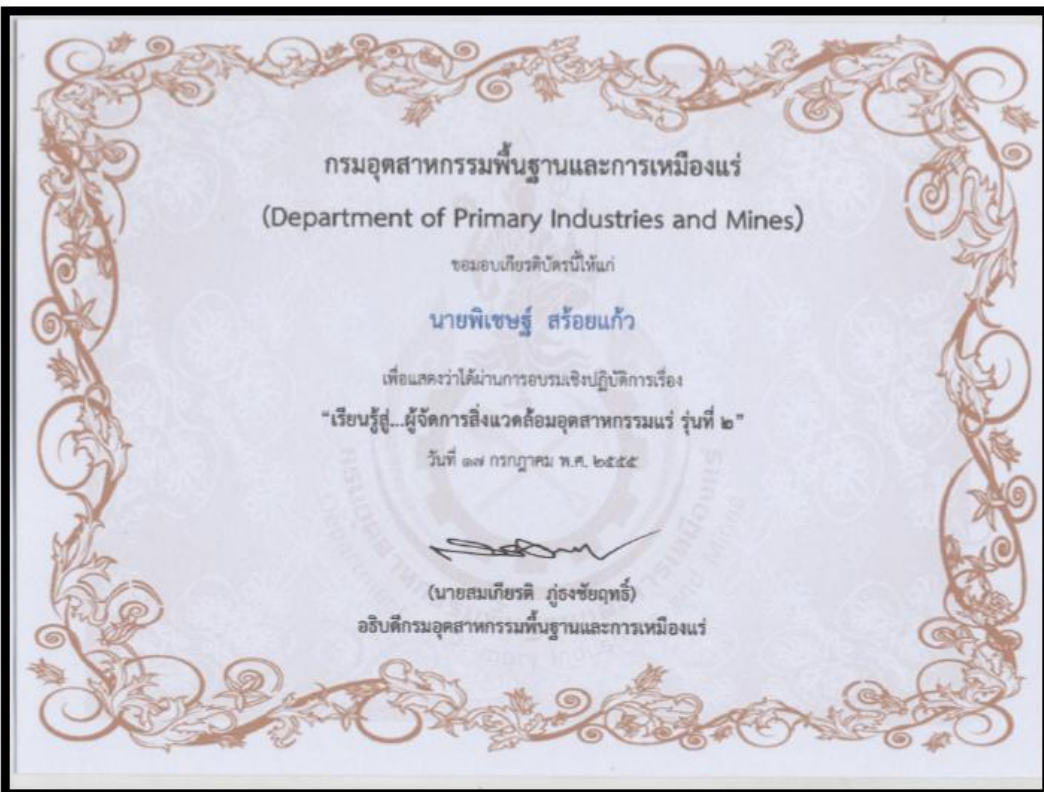 กรมอุตสาหกรรมพื้นฐานและการเหมืองแร่
(Department of Primary Industries and Mines)
ขอมอบเกียรติบัตรนี้ให้แก่
นายพิเชษฐ์ สร้อยแก้ว
เพื่อแสดงว่าได้ผ่านการอบรมเชิงปฏิบัติการเรื่อง
"เรียนรู้สู่...ผู้จัดการสิ่งแวดล้อมอุตสาหกรรมแร่ รุ่นที่ ๒"
วันที่ ๑๗ กรกฎาคม พ.ศ. ๒๕๕๕
(นายสมเกียรติ ภู่ธงชัยฤทธิ์)
อธิบดีกรมอุตสาหกรรมพื้นฐานและการเหมืองแร่